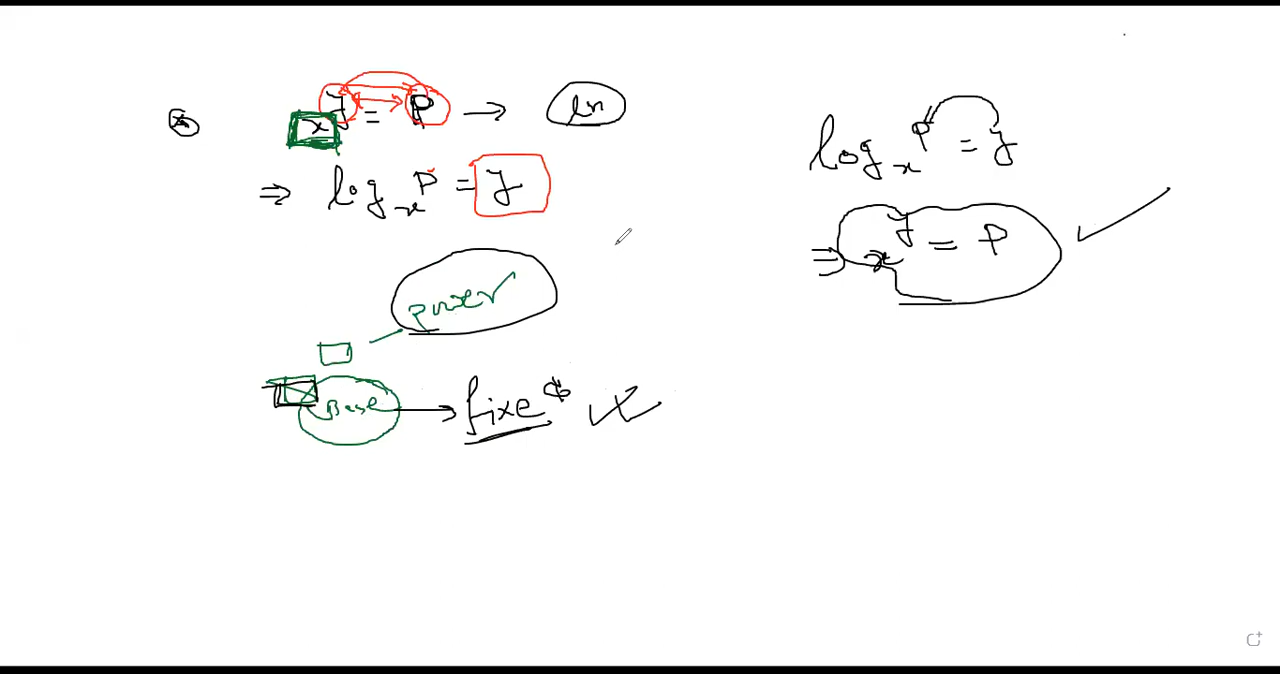 x^y = P → ln
⇒ log_x P = y
power
Base → fixed
log_x P = y
⇒ x^y = P